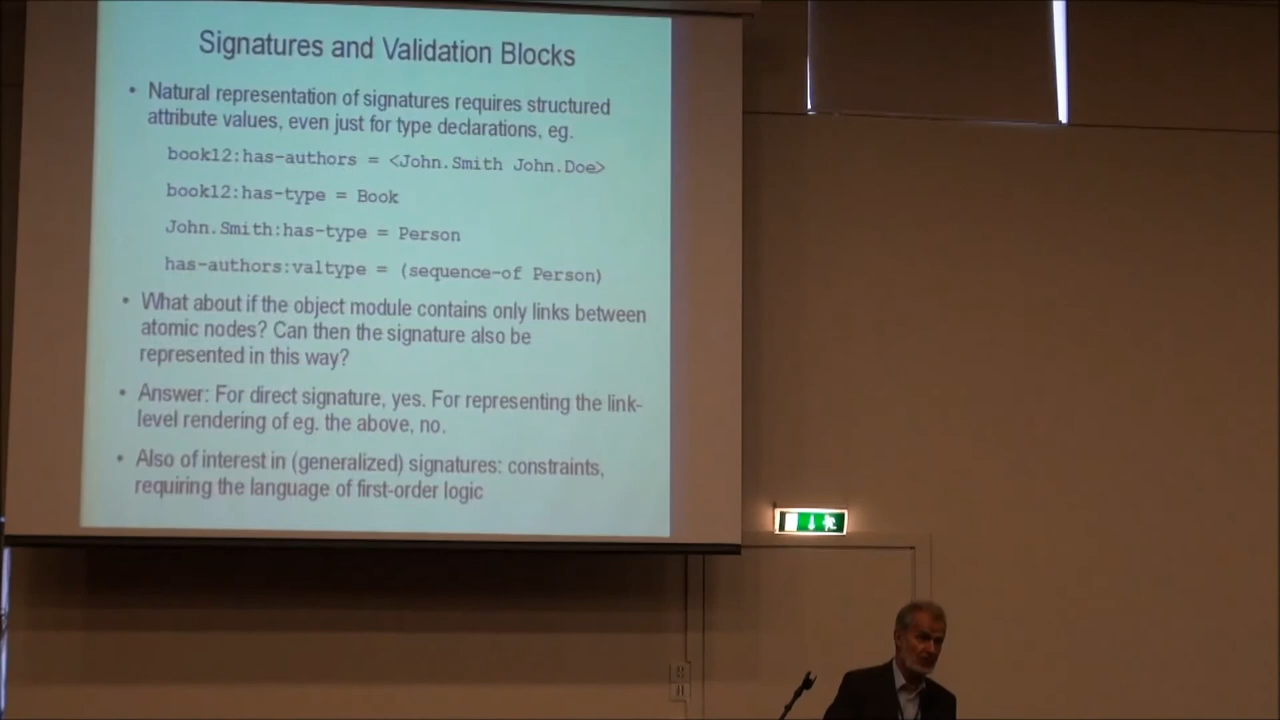 Signatures and Validation Blocks
• Natural representation of signatures requires structured
attribute values, even just for type declarations, eg.
book12:has-authors = <John.Smith John.Doe>
book12:has-type = Book
John.Smith:has-type = Person
has-authors:valtype = (sequence-of Person)
• What about if the object module contains only links between
atomic nodes? Can then the signature also be
represented in this way?
• Answer: For direct signature, yes. For representing the link-
level rendering of eg. the above, no.
• Also of interest in (generalized) signatures: constraints,
requiring the language of first-order logic